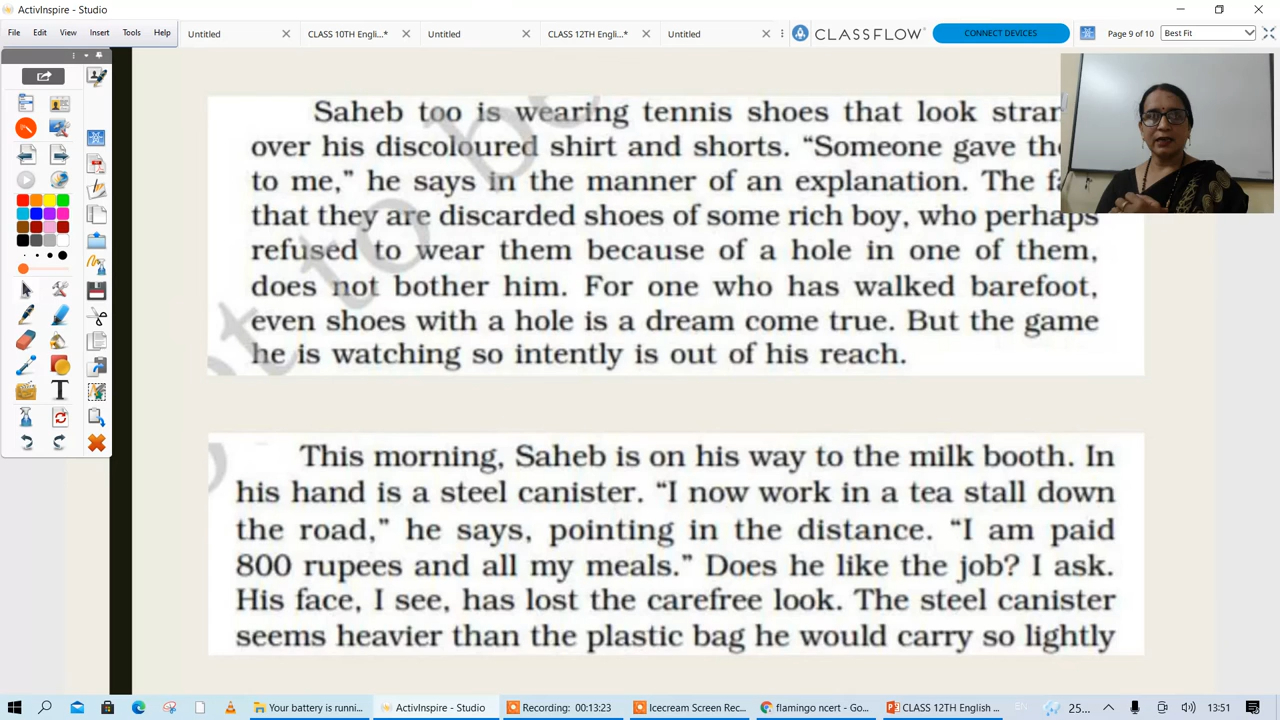 ActivInspire - Studio
File Edit View Insert Tools Help
Untitled
CLASS 10TH Engli...*
Untitled
CLASS 12TH Engli...*
Untitled
CLASSFLOW
CONNECT DEVICES
Page 9 of 10
Best Fit
Saheb too is wearing tennis shoes that look
over his discoloured shirt and shorts. “Someone gave
to me,” he says in the manner of an explanation. The
that they are discarded shoes of some rich boy, who perhaps
refused to wear them because of a hole in one of them,
does not bother him. For one who has walked barefoot,
even shoes with a hole is a dream come true. But the game
he is watching so intently is out of his reach.
This morning, Saheb is on his way to the milk booth. In
his hand is a steel canister. “I now work in a tea stall down
the road,” he says, pointing in the distance. “I am paid
800 rupees and all my meals.” Does he like the job? I ask.
His face, I see, has lost the carefree look. The steel canister
seems heavier than the plastic bag he would carry so lightly
Your battery is runni...
ActivInspire - Studio
Recording: 00:13:23
Icecream Screen Rec...
flamingo ncert - Go...
CLASS 12TH English ...
25...
13:51